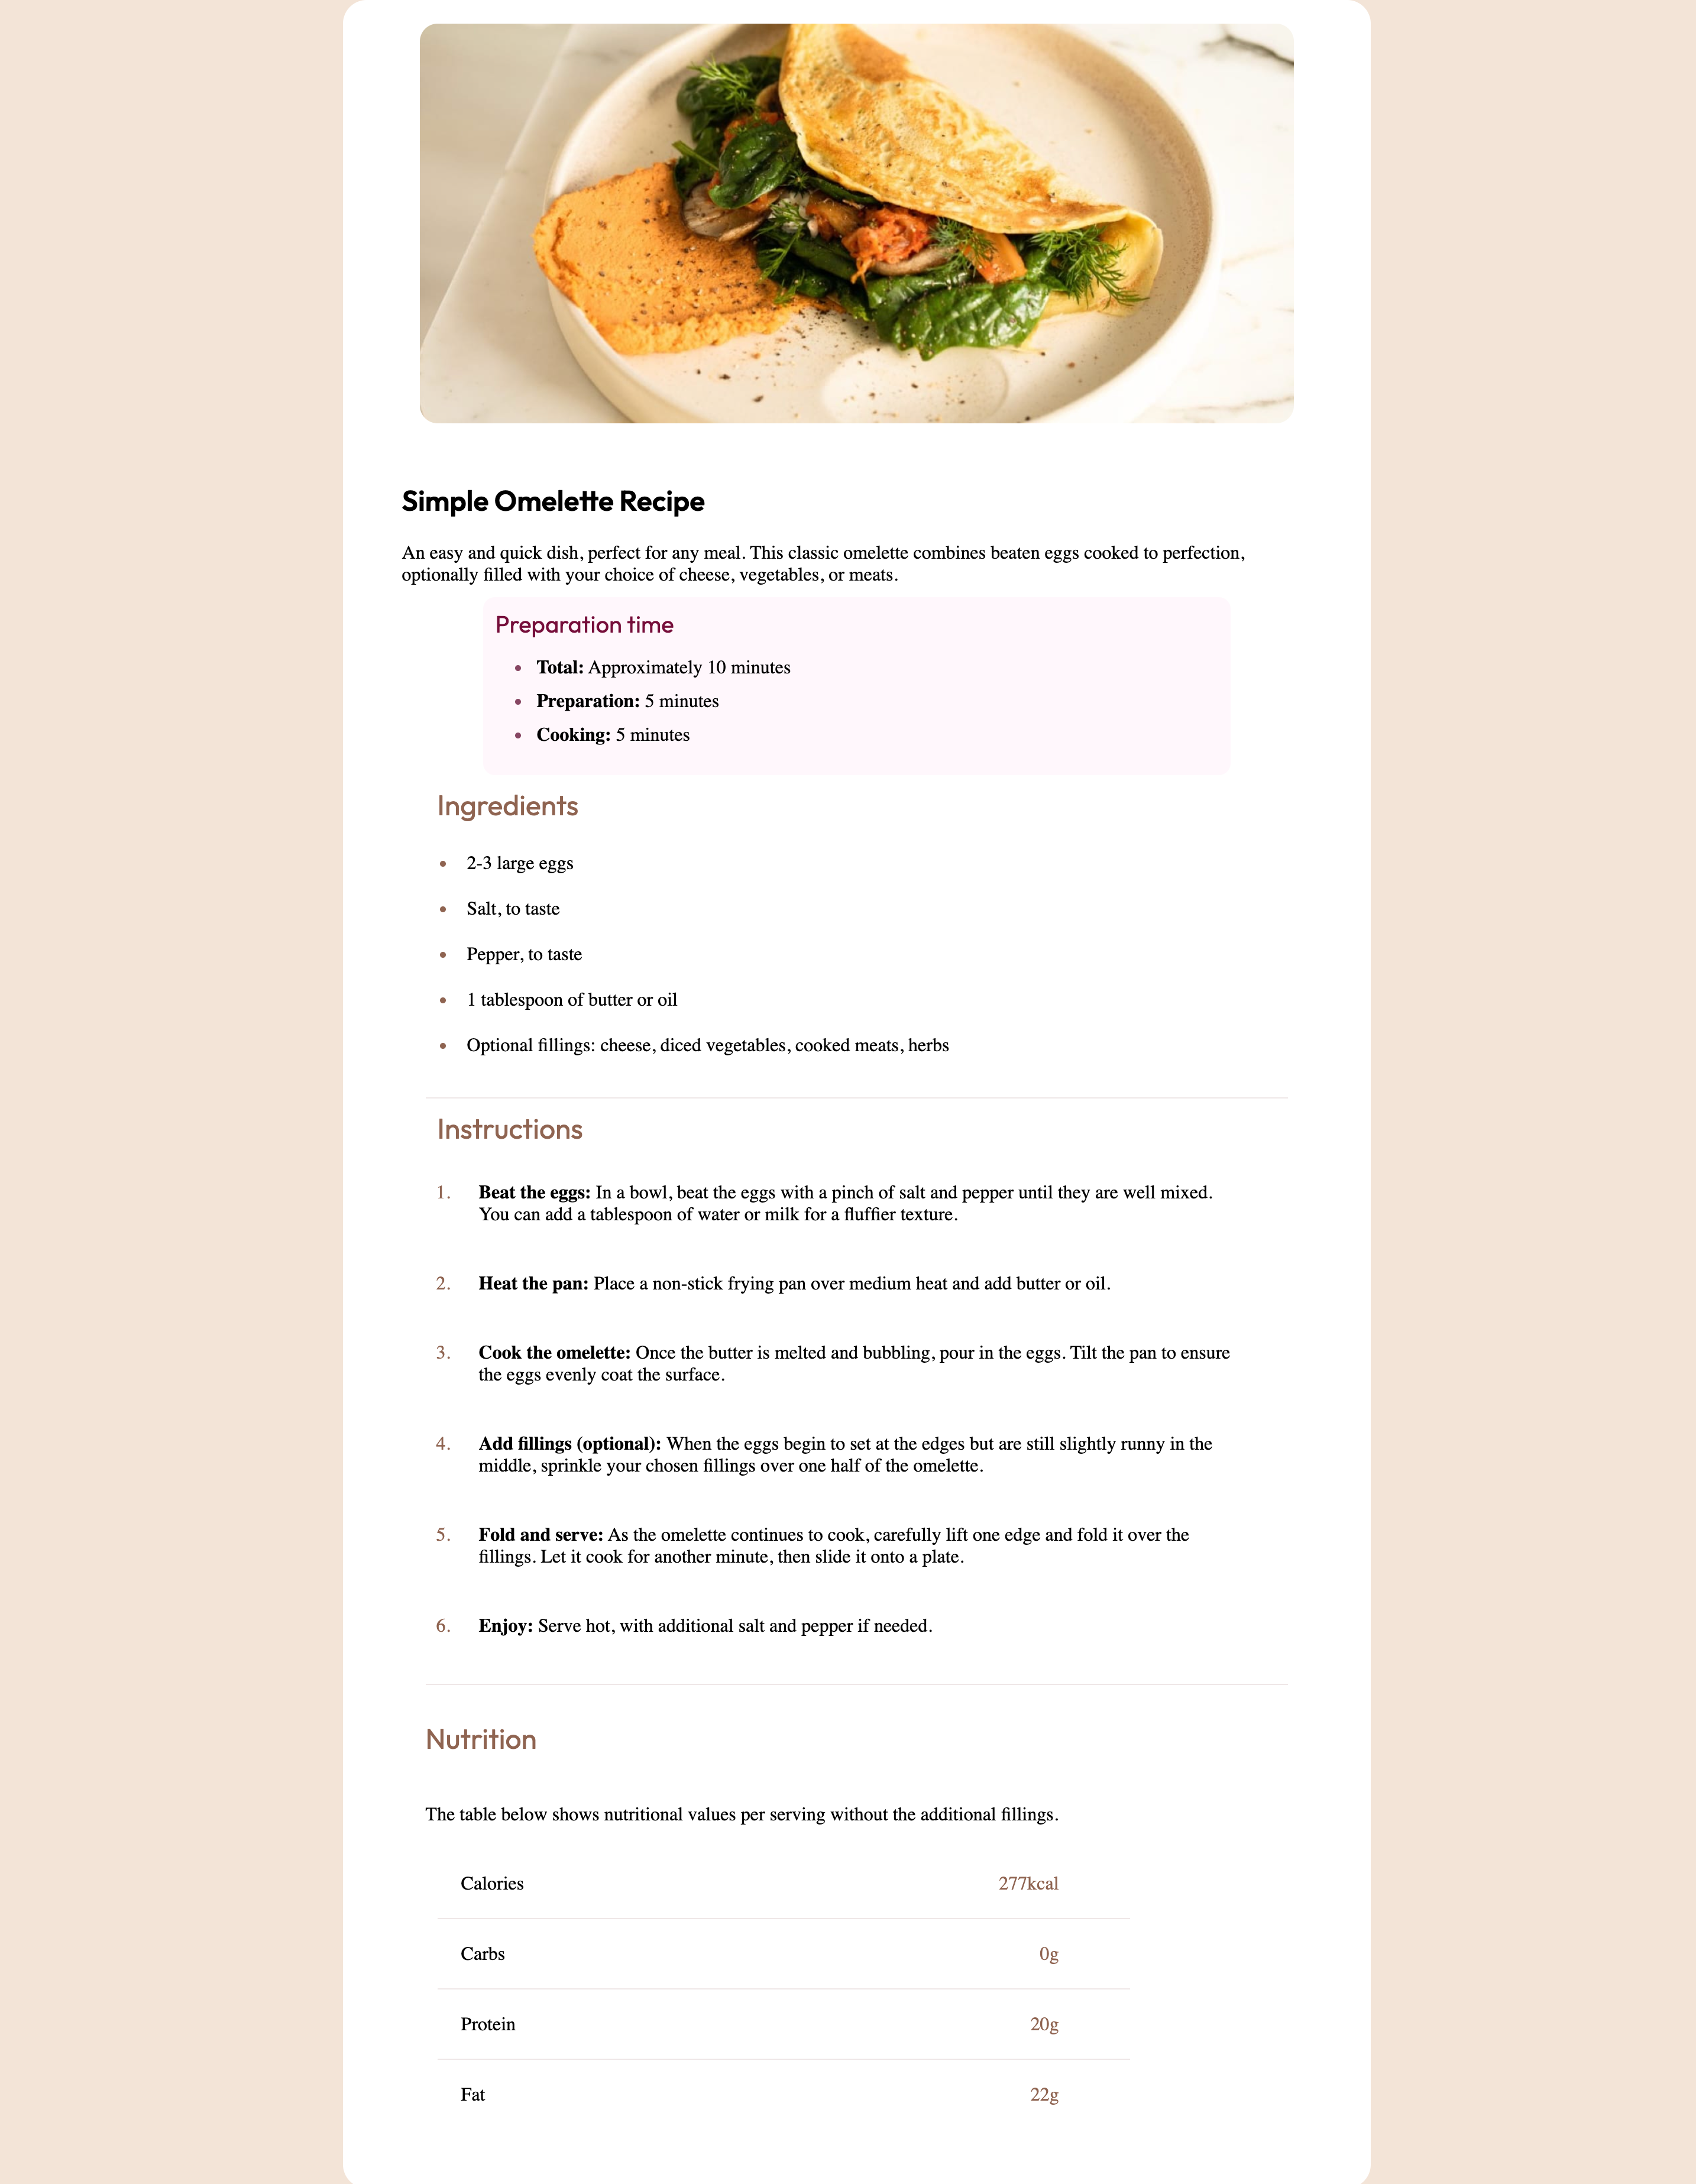 Simple Omelette Recipe
An easy and quick dish, perfect for any meal. This classic omelette combines beaten eggs cooked to perfection,
optionally filled with your choice of cheese, vegetables, or meats.
Preparation time
• Total: Approximately 10 minutes
• Preparation: 5 minutes
• Cooking: 5 minutes
Ingredients
• 2-3 large eggs
• Salt, to taste
• Pepper, to taste
• 1 tablespoon of butter or oil
• Optional fillings: cheese, diced vegetables, cooked meats, herbs
Instructions
1. Beat the eggs: In a bowl, beat the eggs with a pinch of salt and pepper until they are well mixed.
You can add a tablespoon of water or milk for a fluffier texture.
2. Heat the pan: Place a non-stick frying pan over medium heat and add butter or oil.
3. Cook the omelette: Once the butter is melted and bubbling, pour in the eggs. Tilt the pan to ensure
the eggs evenly coat the surface.
4. Add fillings (optional): When the eggs begin to set at the edges but are still slightly runny in the
middle, sprinkle your chosen fillings over one half of the omelette.
5. Fold and serve: As the omelette continues to cook, carefully lift one edge and fold it over the
fillings. Let it cook for another minute, then slide it onto a plate.
6. Enjoy: Serve hot, with additional salt and pepper if needed.
Nutrition
The table below shows nutritional values per serving without the additional fillings.
Calories 277kcal
Carbs 0g
Protein 20g
Fat 22g